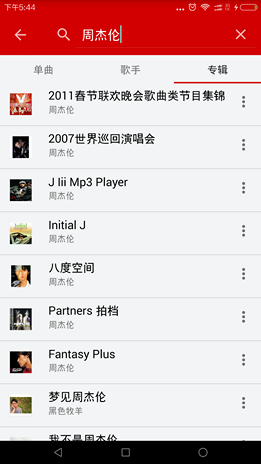 下午5:44
周杰伦
单曲 歌手 专辑
2011春节联欢晚会歌曲类节目集锦
周杰伦
2007世界巡回演唱会
周杰伦
J Iii Mp3 Player
周杰伦
Initial J
周杰伦
八度空间
周杰伦
Partners 拍档
周杰伦
Fantasy Plus
周杰伦
梦见周杰伦
黑色牧羊
我不是周杰伦